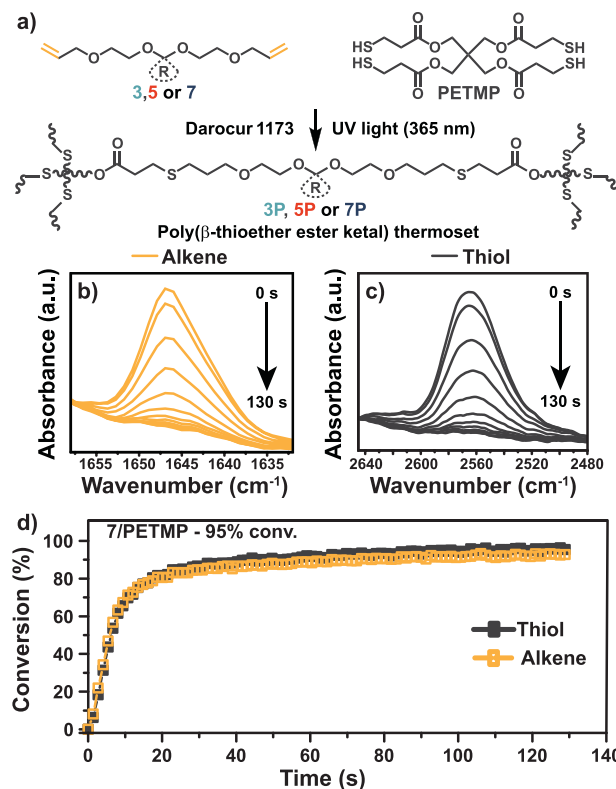 a)
O O O O
R
3,5 or 7
O O
HS O O SH
HS O O SH
O O
PETMP
Darocur 1173 UV light (365 nm)
S S S O O S O O O O S O O S S S
R
3P, 5P or 7P
Poly(β-thioether ester ketal) thermoset
Alkene
Thiol
b)
0 s
130 s
Absorbance (a.u.)
1655 1650 1645 1640 1635
Wavenumber (cm-1)
c)
0 s
130 s
Absorbance (a.u.)
2640 2600 2560 2520 2480
Wavenumber (cm-1)
d)
7/PETMP - 95% conv.
Conversion (%)
100
80
60
40
20
0
Thiol
Alkene
0 20 40 60 80 100 120 140
Time (s)